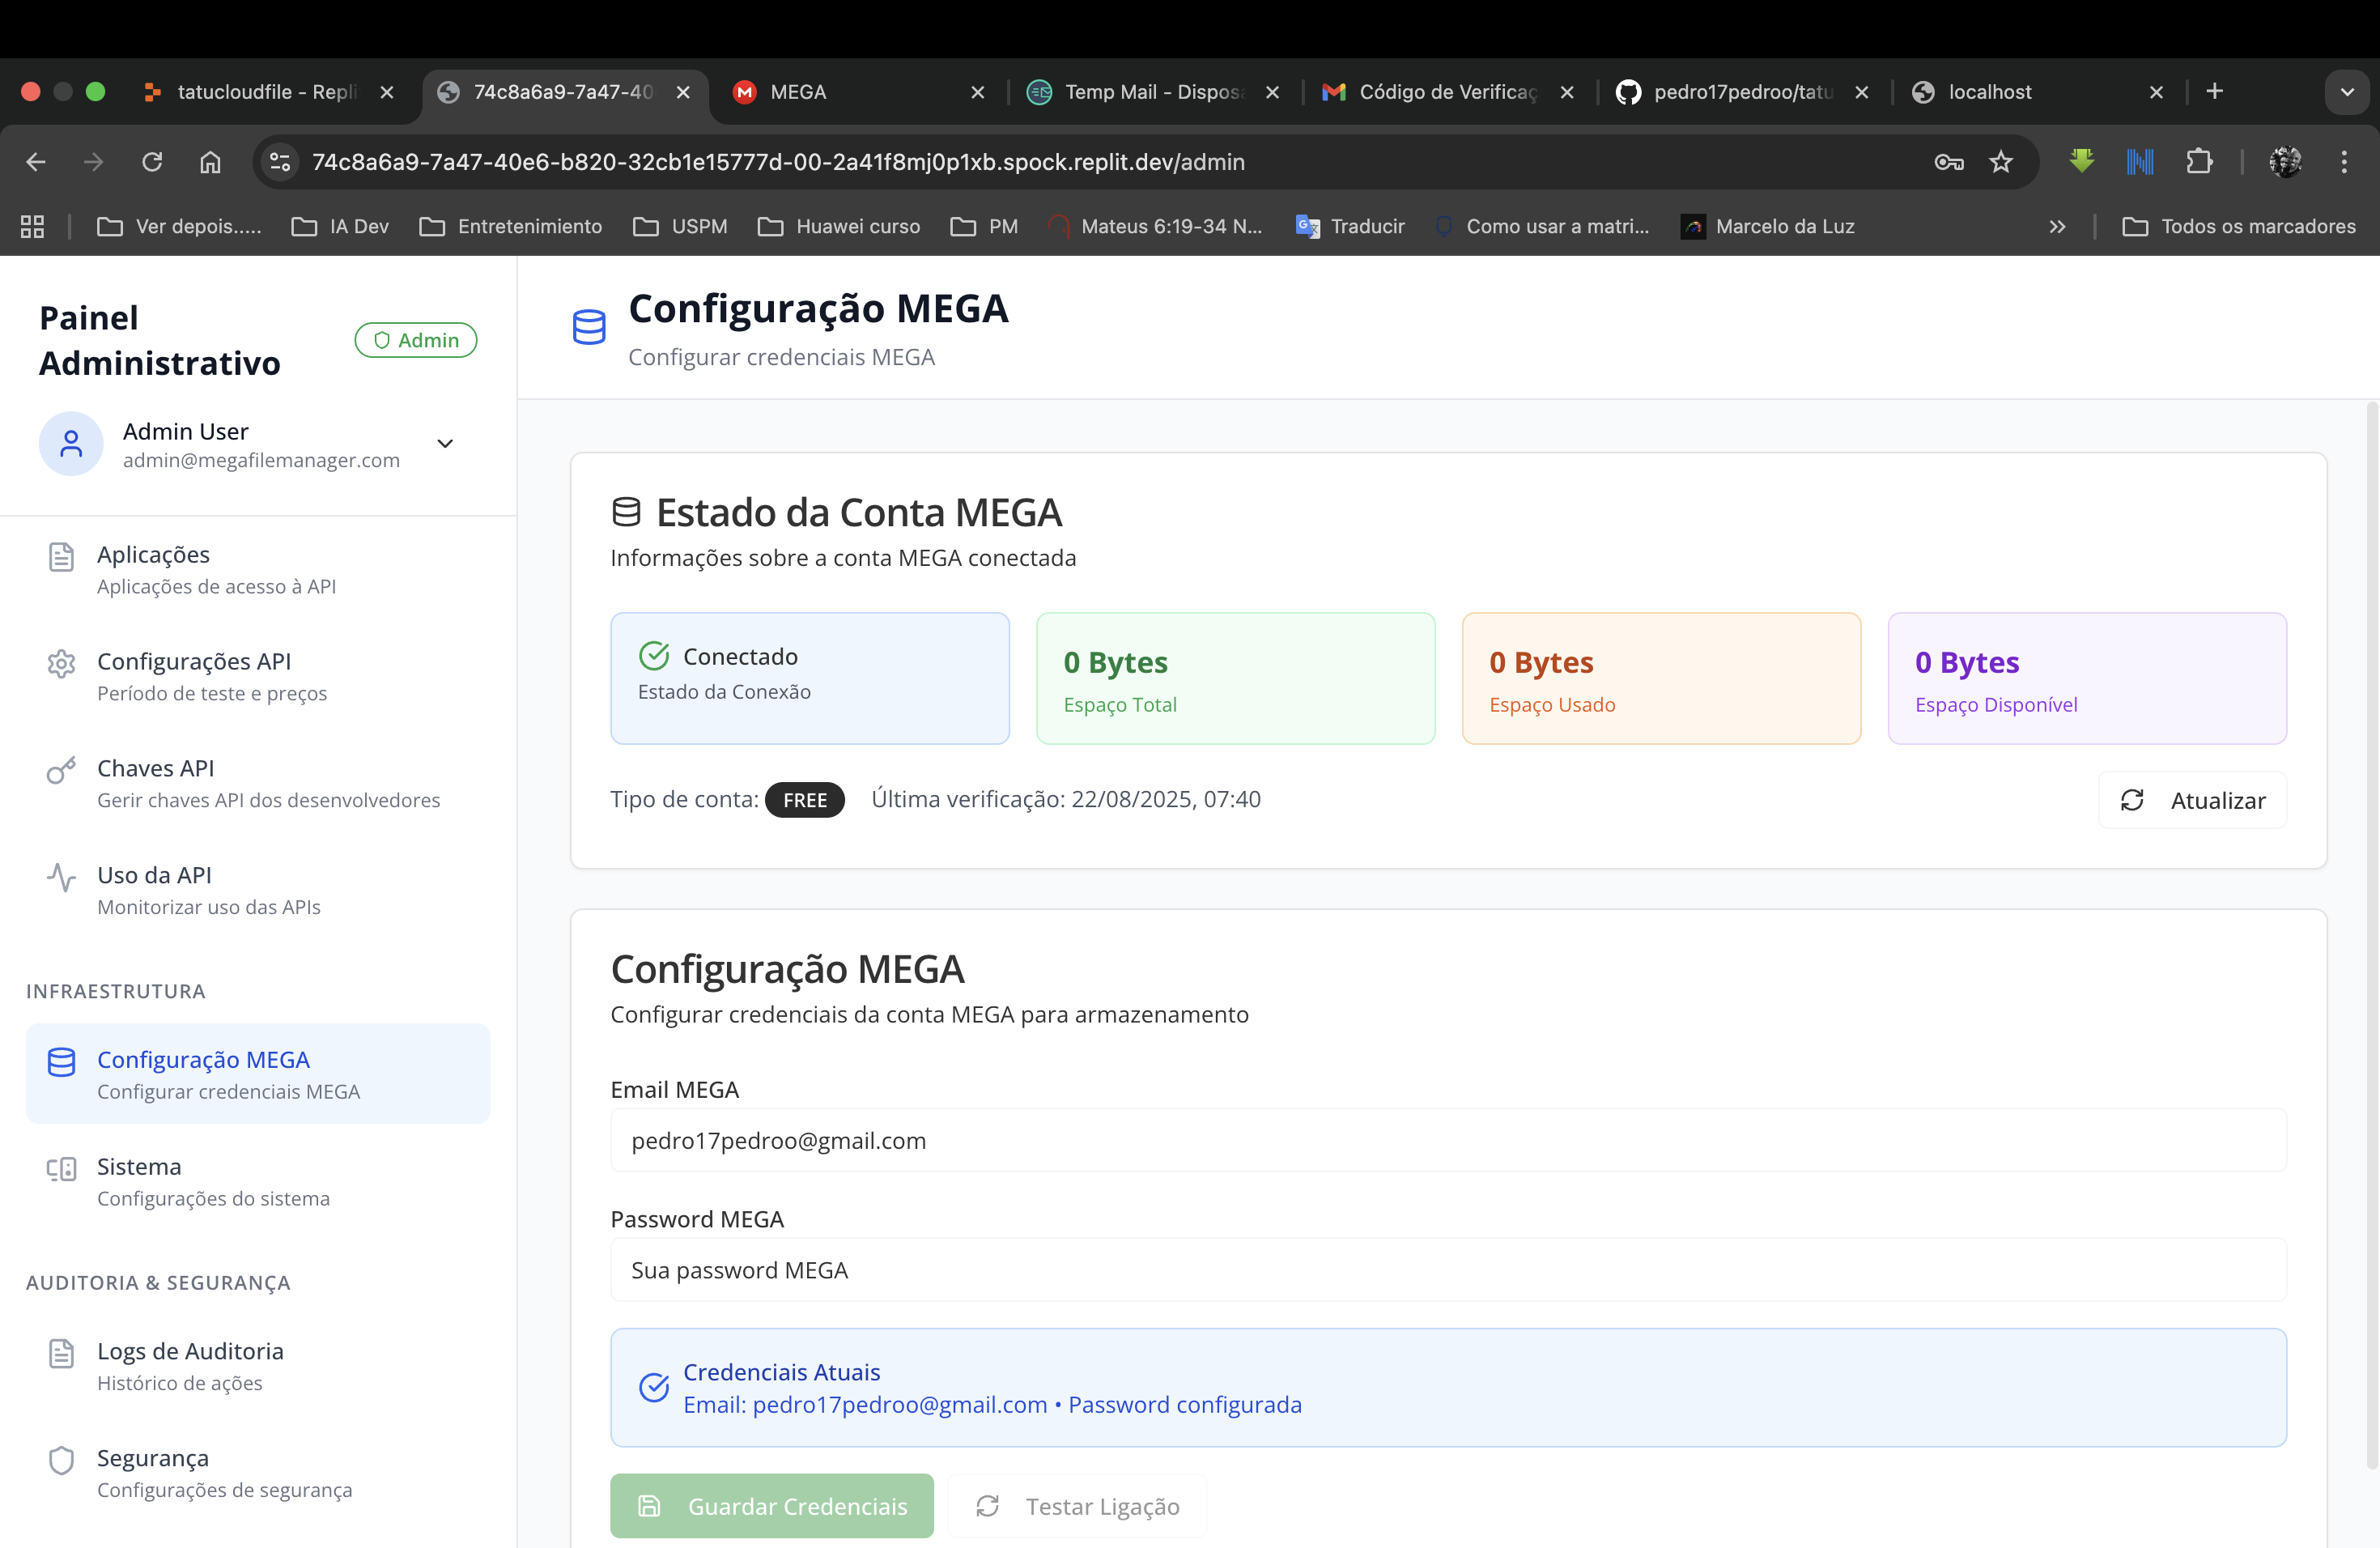 tatucloudfile - Repli
74c8a6a9-7a47-40
MEGA
Temp Mail - Disposa
Código de Verificaç
pedro17pedroo/tatu
localhost
74c8a6a9-7a47-40e6-b820-32cb1e15777d-00-2a41f8mj0p1xb.spock.replit.dev/admin
Ver depois.....
IA Dev
Entretenimiento
USPM
Huawei curso
PM
Mateus 6:19-34 N...
Traducir
Como usar a matri...
Marcelo da Luz
Todos os marcadores
Painel
Administrativo
Admin
Admin User
admin@megafilemanager.com
Aplicações
Aplicações de acesso à API
Configurações API
Período de teste e preços
Chaves API
Gerir chaves API dos desenvolvedores
Uso da API
Monitorizar uso das APIs
INFRAESTRUTURA
Configuração MEGA
Configurar credenciais MEGA
Sistema
Configurações do sistema
AUDITORIA & SEGURANÇA
Logs de Auditoria
Histórico de ações
Segurança
Configurações de segurança
Configuração MEGA
Configurar credenciais MEGA
Estado da Conta MEGA
Informações sobre a conta MEGA conectada
Conectado
Estado da Conexão
0 Bytes
Espaço Total
0 Bytes
Espaço Usado
0 Bytes
Espaço Disponível
Tipo de conta: FREE Última verificação: 22/08/2025, 07:40
Atualizar
Configuração MEGA
Configurar credenciais da conta MEGA para armazenamento
Email MEGA
pedro17pedroo@gmail.com
Password MEGA
Sua password MEGA
Credenciais Atuais
Email: pedro17pedroo@gmail.com • Password configurada
Guardar Credenciais
Testar Ligação